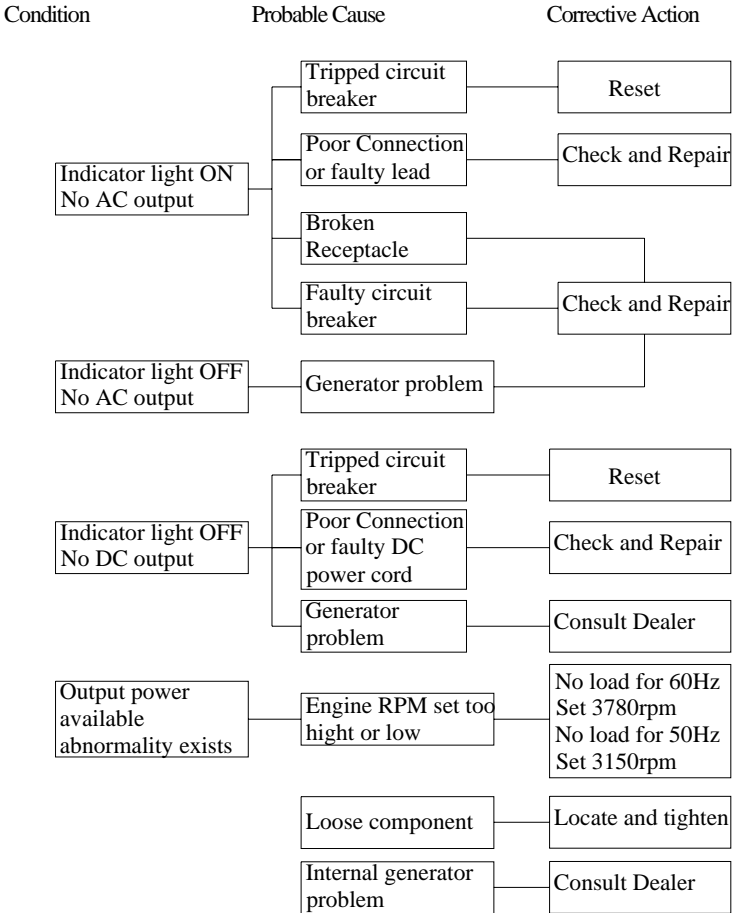 Condition Probable Cause Corrective Action
Tripped circuit
breaker
Reset
Poor Connection
or faulty lead
Check and Repair
Indicator light ON
No AC output
Broken
Receptacle
Faulty circuit
breaker
Check and Repair
Indicator light OFF
No AC output
Generator problem
Tripped circuit
breaker
Reset
Indicator light OFF
No DC output
Poor Connection
or faulty DC
power cord
Check and Repair
Generator
problem
Consult Dealer
Output power
available
abnormality exists
Engine RPM set too
hight or low
No load for 60Hz
Set 3780rpm
No load for 50Hz
Set 3150rpm
Loose component
Locate and tighten
Internal generator
problem
Consult Dealer